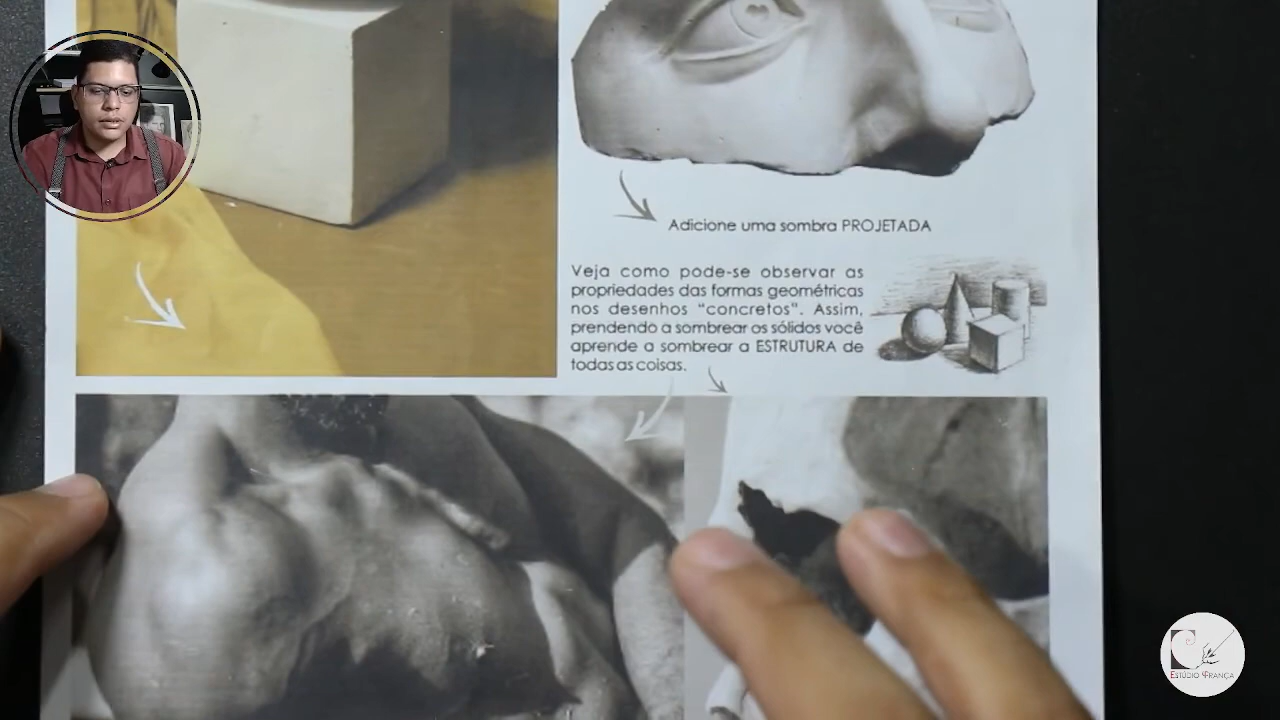 Adicione uma sombra PROJETADA
Veja como pode-se observar as
propriedades das formas geométricas
nos desenhos “concretos”. Assim,
prendendo a sombrear os sólidos você
aprende a sombrear a ESTRUTURA de
todas as coisas.
ESTÚDIO FRANÇA